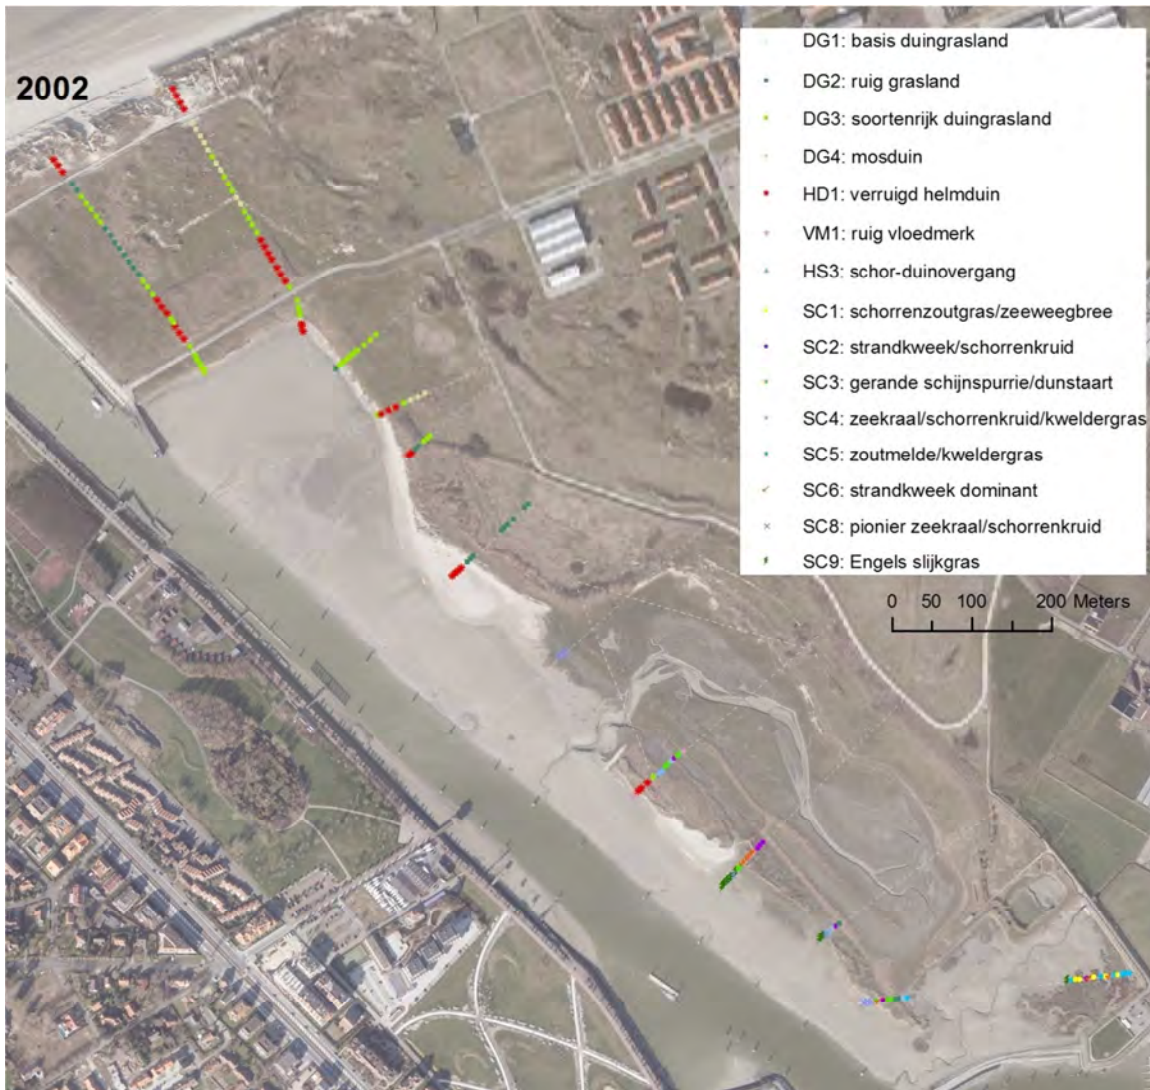 2002
DG1: basis duingrasland
DG2: ruig grasland
DG3: soortenrijk duingrasland
DG4: mosduin
HD1: verruigd helmduin
VM1: ruig vloedmerk
HS3: schor-duinovergang
SC1: schorrenzoutgras/zeeweegbree
SC2: strandkweek/schorrenkruid
SC3: gerande schijnspurrie/dunstaart
SC4: zeekraal/schorrenkruid/kweldergras
SC5: zoutmelde/kweldergras
SC6: strandkweek dominant
SC8: pionier zeekraal/schorrenkruid
SC9: Engels slijkgras
0 50 100 200 Meters